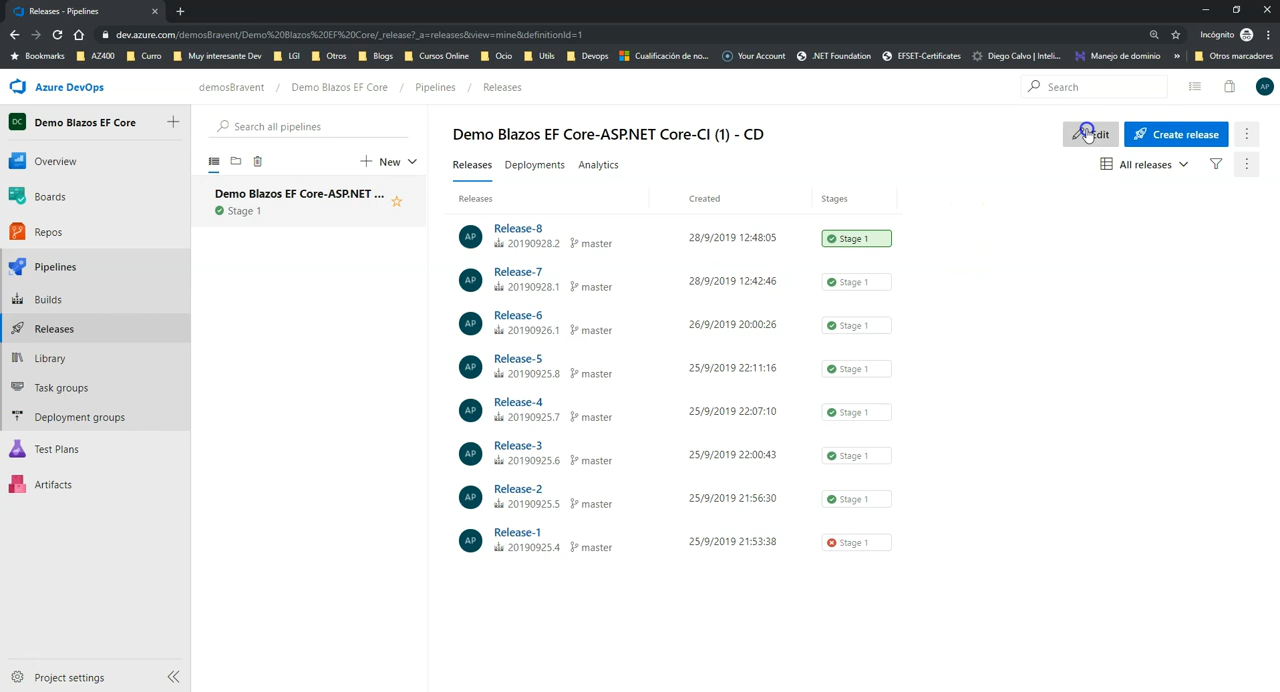 Releases - Pipelines
dev.azure.com/demosBravent/Demo%20Blazos%20EF%20Core/_release?_a=releases&view=mine&definitionId=1
Incógnito
Bookmarks AZ400 Curro Muy interesante Dev LGI Otros Blogs Cursos Online Ocio Utils Devops Cualificación de no... Your Account .NET Foundation EFSET-Certificates Diego Calvo | Inteli... Manejo de dominio » Otros marcadores
Azure DevOps
demosBravent / Demo Blazos EF Core / Pipelines / Releases
Search
AP
DC Demo Blazos EF Core
Overview
Boards
Repos
Pipelines
Builds
Releases
Library
Task groups
Deployment groups
Test Plans
Artifacts
Project settings
Search all pipelines
New
Demo Blazos EF Core-ASP.NET ...
Stage 1
Demo Blazos EF Core-ASP.NET Core-CI (1) - CD
Create release
Releases Deployments Analytics
All releases
Releases Created Stages
AP Release-8 28/9/2019 12:48:05 Stage 1
20190928.2 master
AP Release-7 28/9/2019 12:42:46 Stage 1
20190928.1 master
AP Release-6 26/9/2019 20:00:26 Stage 1
20190926.1 master
AP Release-5 25/9/2019 22:11:16 Stage 1
20190925.8 master
AP Release-4 25/9/2019 22:07:10 Stage 1
20190925.7 master
AP Release-3 25/9/2019 22:00:43 Stage 1
20190925.6 master
AP Release-2 25/9/2019 21:56:30 Stage 1
20190925.5 master
AP Release-1 25/9/2019 21:53:38 Stage 1
20190925.4 master